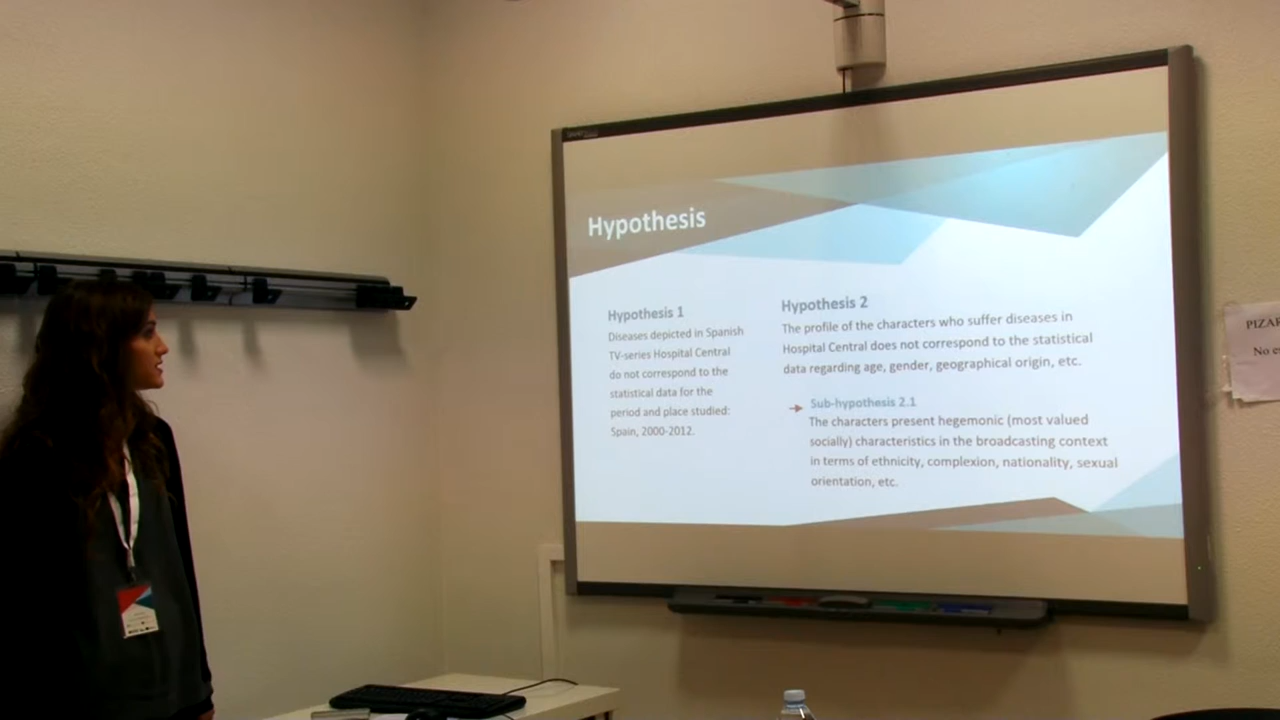 Hypothesis
Hypothesis 1
Diseases depicted in Spanish
TV-series Hospital Central
do not correspond to the
statistical data for the
period and place studied:
Spain, 2000-2012.
Hypothesis 2
The profile of the characters who suffer diseases in
Hospital Central does not correspond to the statistical
data regarding age, gender, geographical origin, etc.
Sub-hypothesis 2.1
The characters present hegemonic (most valued
socially) characteristics in the broadcasting context
in terms of ethnicity, complexion, nationality, sexual
orientation, etc.
PIZAR
No